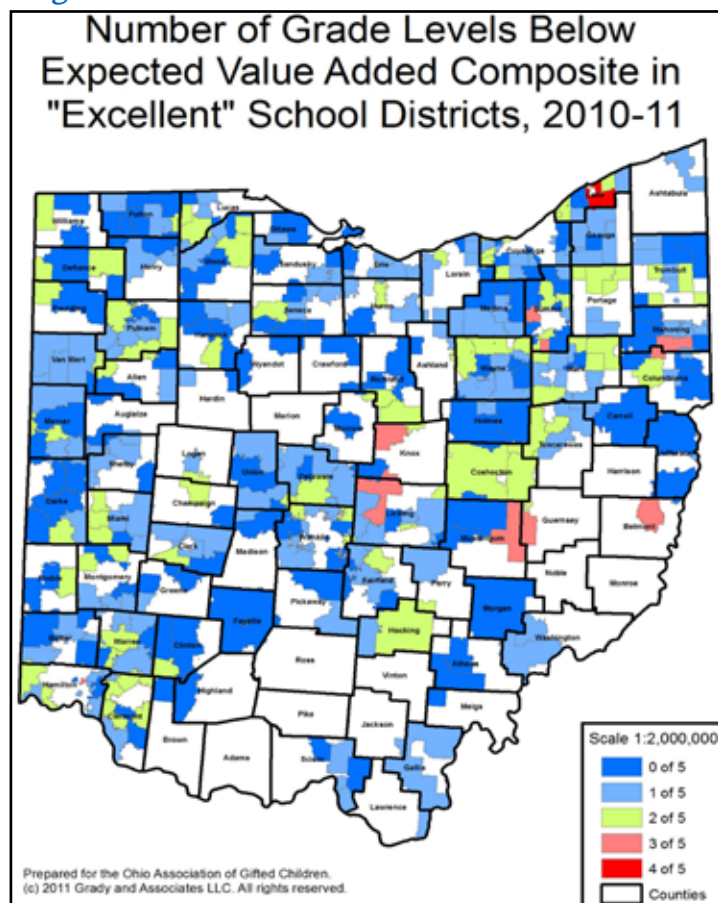 Number of Grade Levels Below
Expected Value Added Composite in
"Excellent" School Districts, 2010-11
Ashtabula
Lucas
Williams
Fulton
Ottawa
Geauga
Cuyahoga
Wood
Sandusky
Erie
Lorain
Trumbull
Defiance
Henry
Portage
Huron
Medina
Seneca
Mahoning
Paulding
Putnam
Hancock
Van Wert
Wyandot
Crawford
Richland
Ashland
Wayne
Stark
Columbiana
Allen
Hardin
Auglaize
Marion
Carroll
Mercer
Holmes
Morrow
Knox
Tuscarawas
Logan
Shelby
Union
Delaware
Coshocton
Harrison
Jefferson
Darke
Champaign
Licking
Miami
Guernsey
Belmont
Muskingum
Clark
Franklin
Madison
Preble
Montgomery
Fairfield
Perry
Noble
Monroe
Greene
Pickaway
Morgan
Fayette
Butler
Warren
Clinton
Hocking
Washington
Ross
Athens
Hamilton
Vinton
Highland
Clermont
Meigs
Pike
Jackson
Brown
Adams
Scioto
Gallia
Lawrence
Scale 1:2,000,000
0 of 5
1 of 5
2 of 5
3 of 5
4 of 5
Counties
Prepared for the Ohio Association of Gifted Children.
(c) 2011 Grady and Associates LLC. All rights reserved.